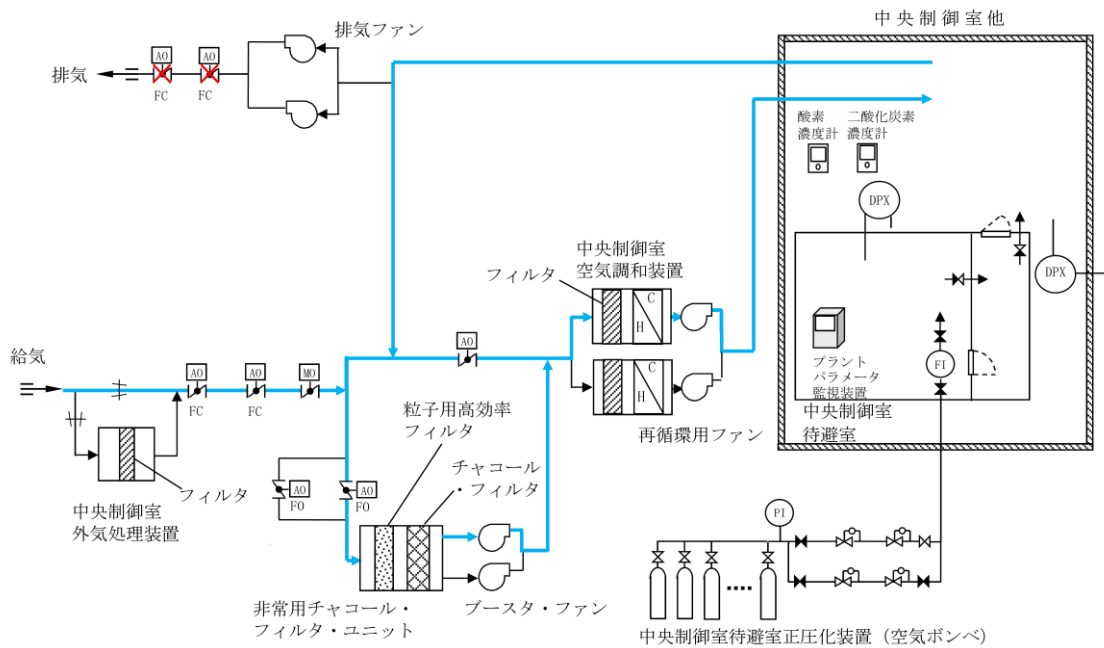 中央制御室他
排気ファン
AO
AO
排気
FC
FC
酸素
濃度計
二酸化炭素
濃度計
DPX
DPX
中央制御室
空気調和装置
フィルタ
C
H
C
H
AO
給気
AO
AO
MO
FC
FC
プラント
パラメータ
監視装置
FI
中央制御室
待避室
粒子用高効率
フィルタ
再循環用ファン
チャコール
・フィルタ
AO
FO
AO
FO
フィルタ
中央制御室
外気処理装置
PI
非常用チャコール・
フィルタ・ユニット
ブースタ・ファン
中央制御室待避室正圧化装置（空気ボンベ）